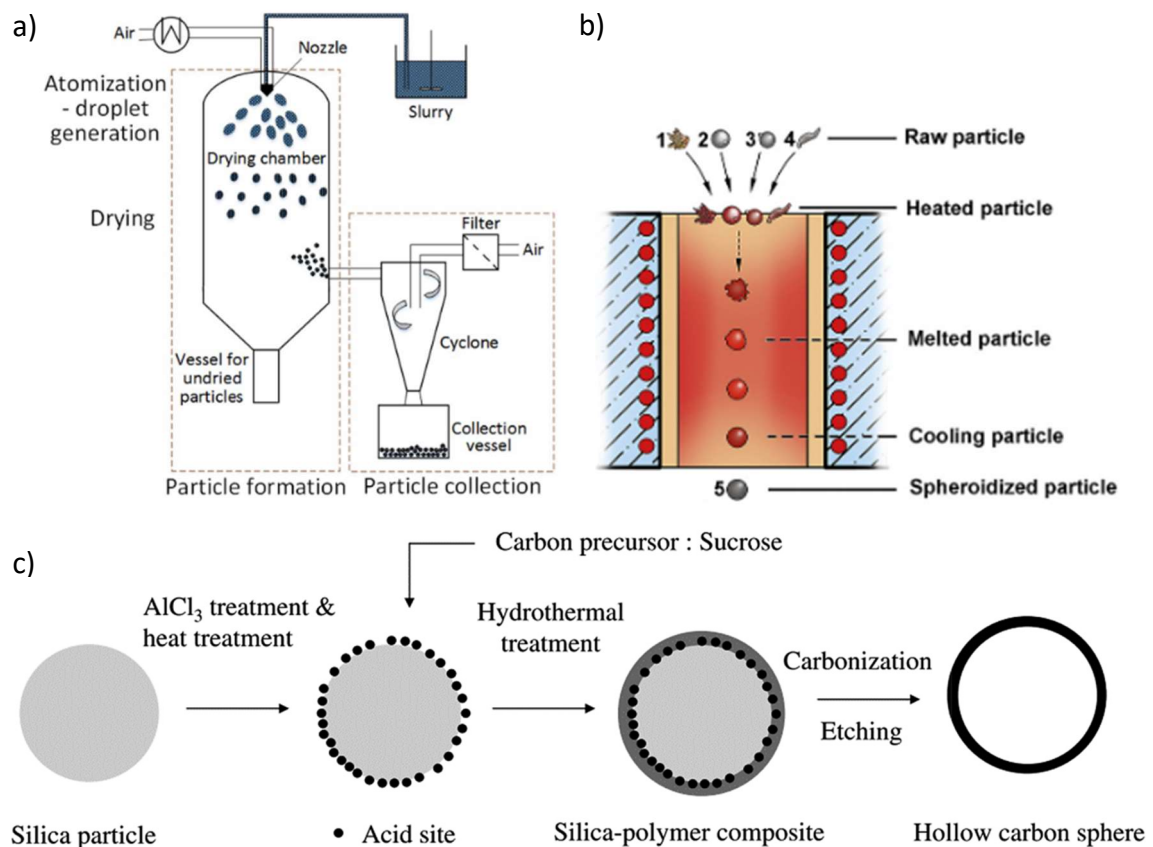 a)
Air
Nozzle
Atomization
- droplet
generation
Slurry
Drying chamber
Drying
Filter
Air
Cyclone
Vessel for
undried
particles
Collection
vessel
Particle formation
Particle collection
b)
1
2
3
4
Raw particle
Heated particle
Melted particle
Cooling particle
5
Spheroidized particle
c)
Carbon precursor : Sucrose
AlCl₃ treatment &
heat treatment
Hydrothermal
treatment
Carbonization
Etching
Silica particle
Acid site
Silica-polymer composite
Hollow carbon sphere